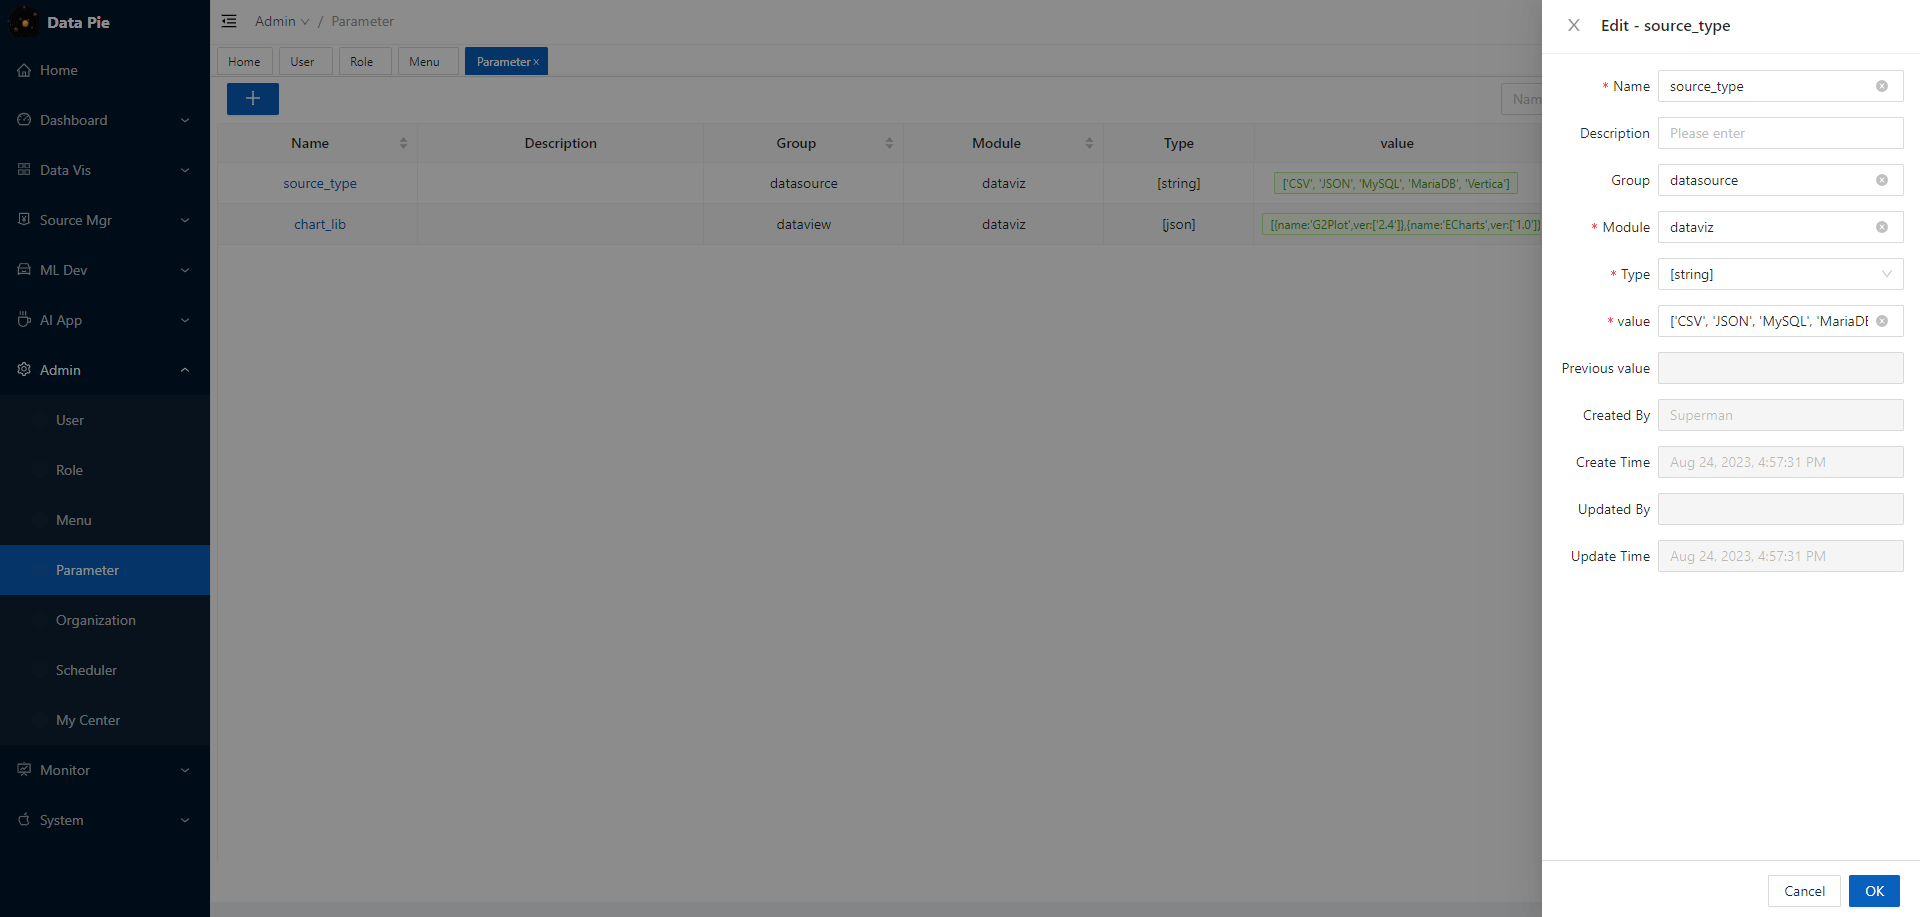 Data Pie
Home
Dashboard
Data Vis
Source Mgr
ML Dev
AI App
Admin
User
Role
Menu
Parameter
Organization
Scheduler
My Center
Monitor
System
Admin / Parameter
Home User Role Menu Parameter ×
+
Nam
Name Description Group Module Type value
source_type datasource dataviz [string] ['CSV', 'JSON', 'MySQL', 'MariaDB', 'Vertica']
chart_lib dataview dataviz [json] [{name:'G2Plot',ver:['2.4']},{name:'ECharts',ver:['1.0']}
Edit - source_type
* Name source_type
Description Please enter
Group datasource
* Module dataviz
* Type [string]
* value ['CSV', 'JSON', 'MySQL', 'MariaDB
Previous value
Created By Superman
Create Time Aug 24, 2023, 4:57:31 PM
Updated By
Update Time Aug 24, 2023, 4:57:31 PM
Cancel OK